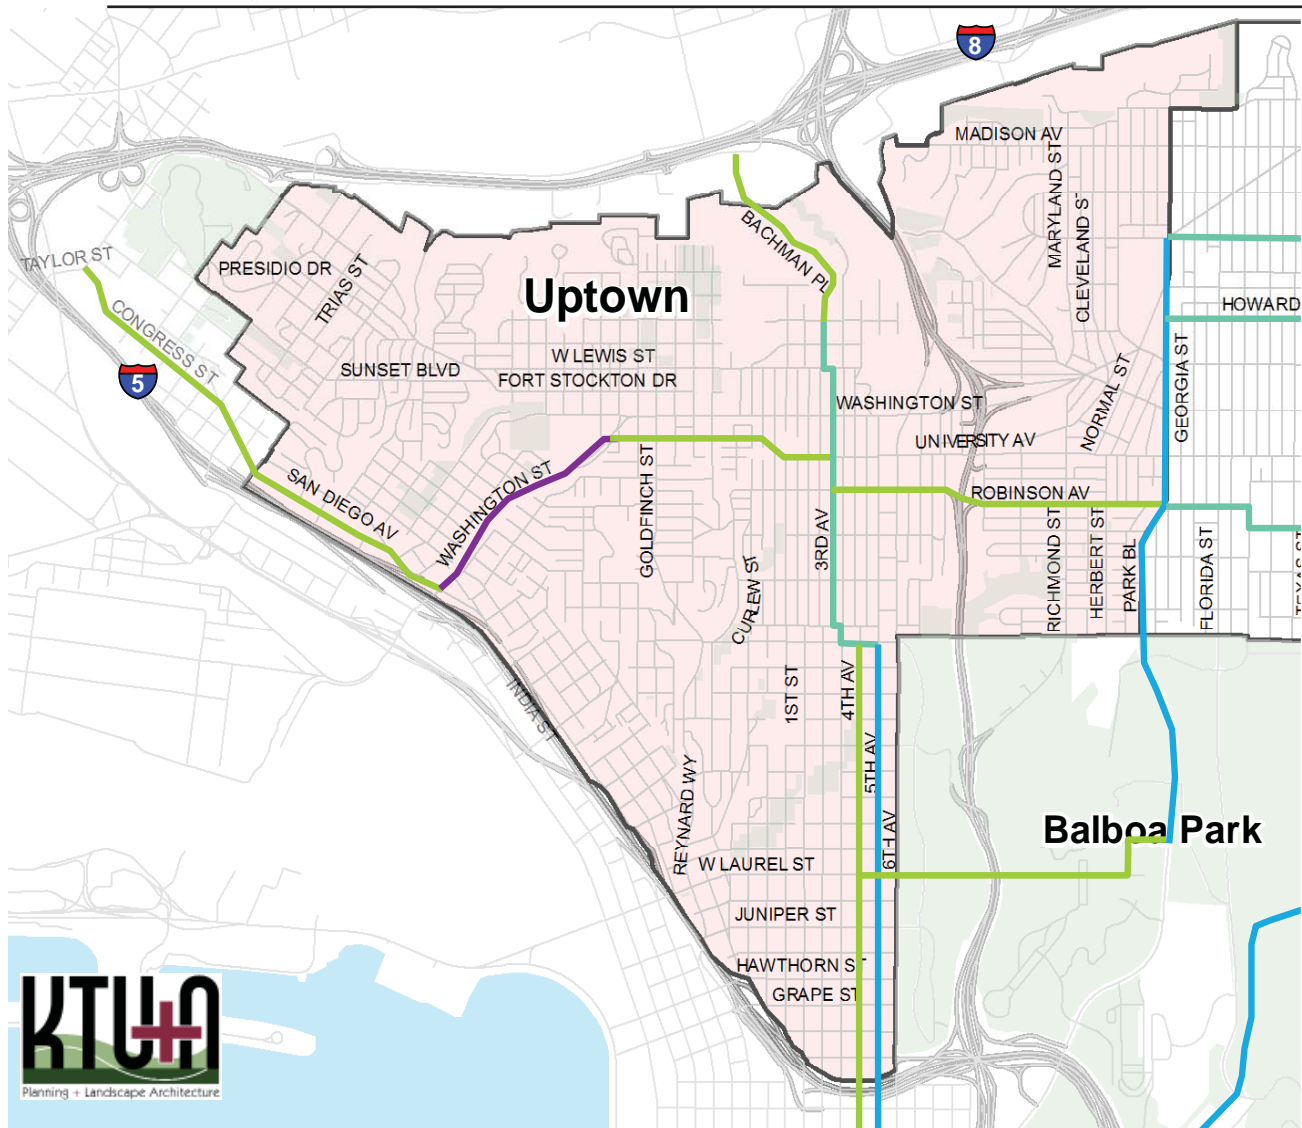 8
MADISON AV
MARYLAND ST
CLEVELAND ST
TAYLOR ST
PRESIDIO DR
TRIAS ST
BACHMAN PL
Uptown
HOWARD
CONGRESS ST
5
SUNSET BLVD
W LEWIS ST
FORT STOCKTON DR
GEORGIA ST
NORMAL ST
WASHINGTON ST
UNIVERSITY AV
SAN DIEGO AV
WASHINGTON ST
GOLDFINCH ST
ROBINSON AV
3RD AV
RICHMOND ST
HERBERT ST
PARK BL
FLORIDA ST
TEXAS ST
CURLEW ST
INDIA ST
1ST ST
4TH AV
5TH AV
6TH AV
REYNARD WY
Balboa Park
W LAUREL ST
JUNIPER ST
HAWTHORN ST
GRAPE ST
KTU+A
Planning + Landscape Architecture